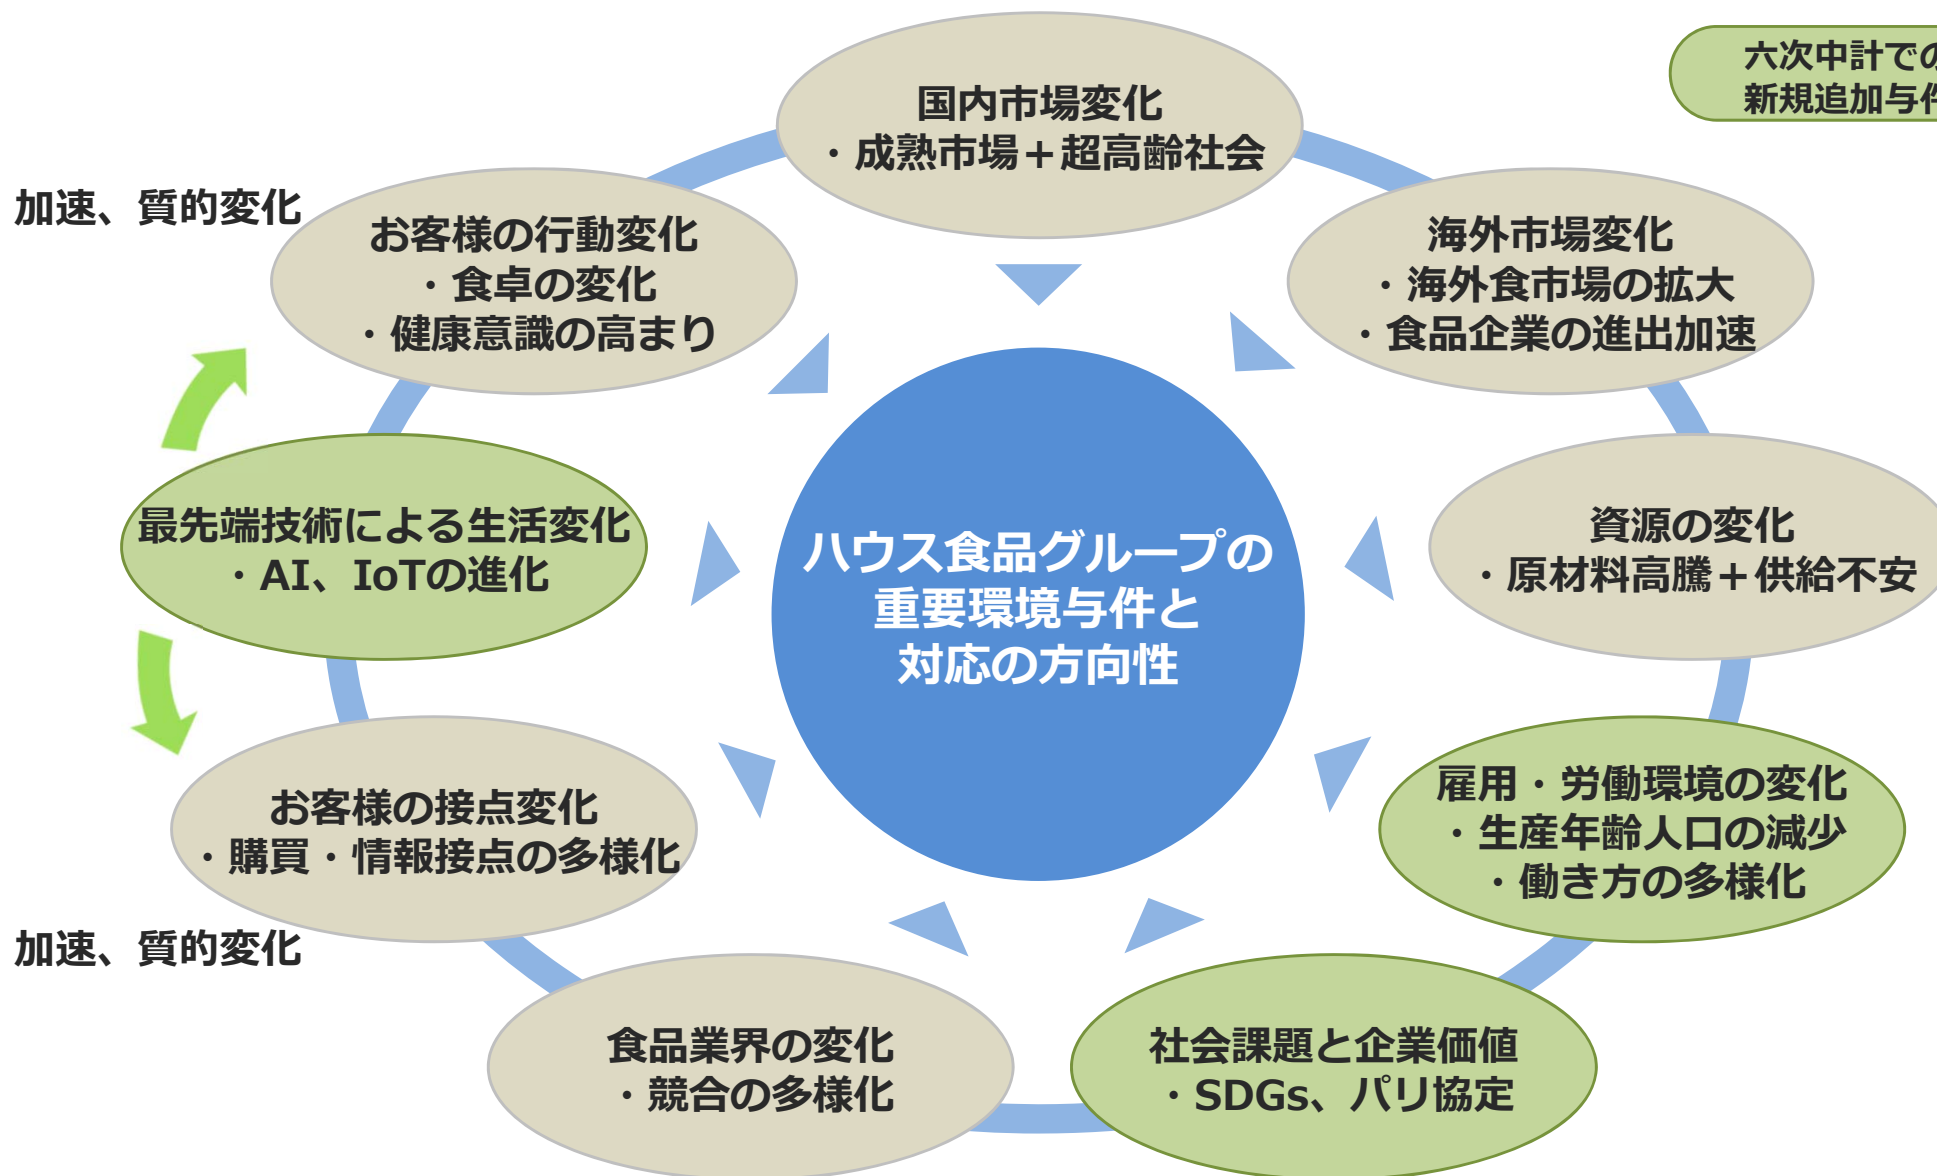 六次中計での
新規追加与件
国内市場変化
・成熟市場＋超高齢社会
加速、質的変化
お客様の行動変化
・食卓の変化
・健康意識の高まり
海外市場変化
・海外食市場の拡大
・食品企業の進出加速
最先端技術による生活変化
・AI、IoTの進化
ハウス食品グループの
重要環境与件と
対応の方向性
資源の変化
・原材料高騰＋供給不安
お客様の接点変化
・購買・情報接点の多様化
雇用・労働環境の変化
・生産年齢人口の減少
・働き方の多様化
加速、質的変化
食品業界の変化
・競合の多様化
社会課題と企業価値
・SDGs、パリ協定